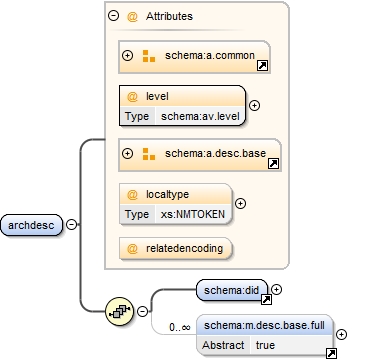 @ Attributes
schema:a.common
@ level
Type schema:av.level
schema:a.desc.base
@ localtype
Type xs:NMTOKEN
@ relatedencoding
archdesc
schema:did
0..∞
schema:m.desc.base.full
Abstract true